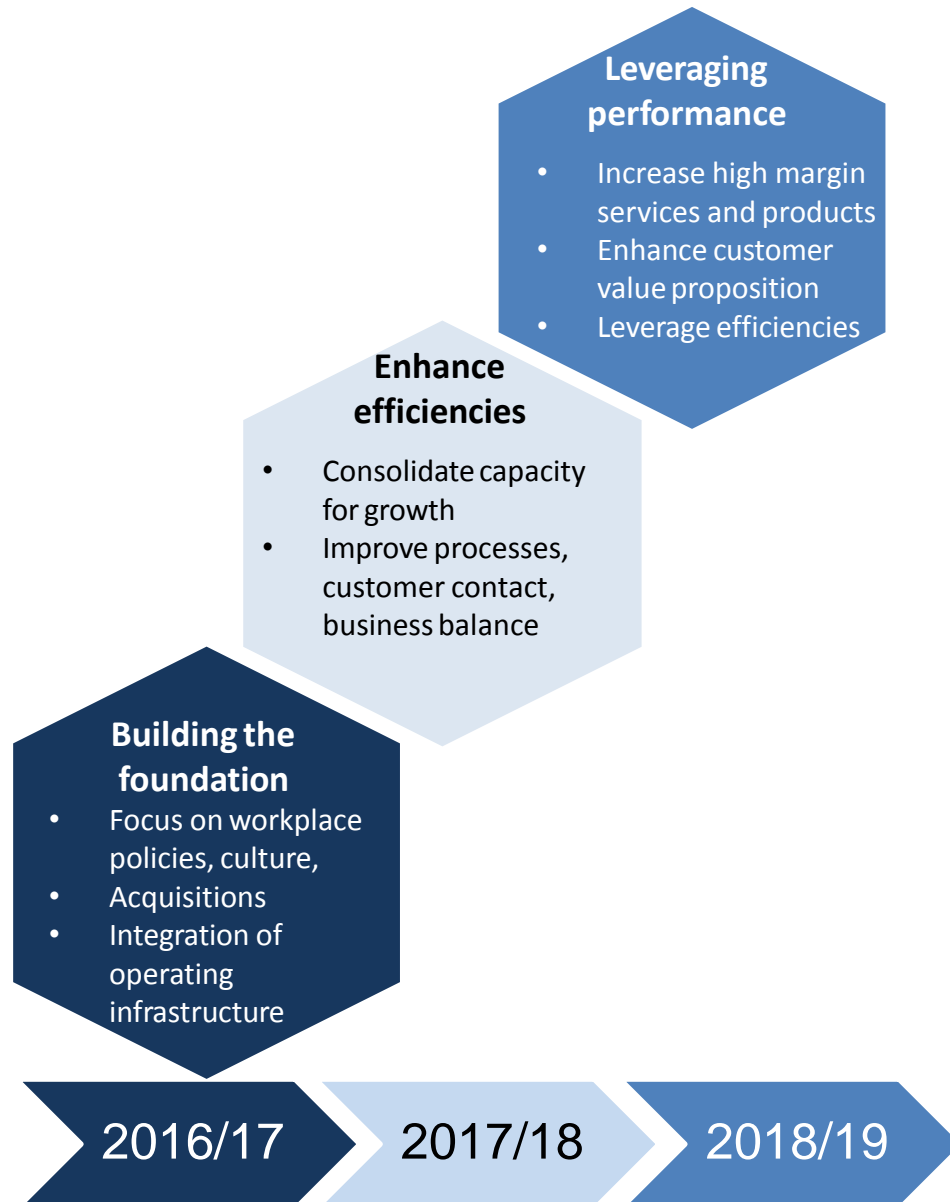 Leveraging
performance
• Increase high margin
services and products
• Enhance customer
value proposition
• Leverage efficiencies
Enhance
efficiencies
• Consolidate capacity
for growth
• Improve processes,
customer contact,
business balance
Building the
foundation
• Focus on workplace
policies, culture,
• Acquisitions
• Integration of
operating
infrastructure
2016/17
2017/18
2018/19